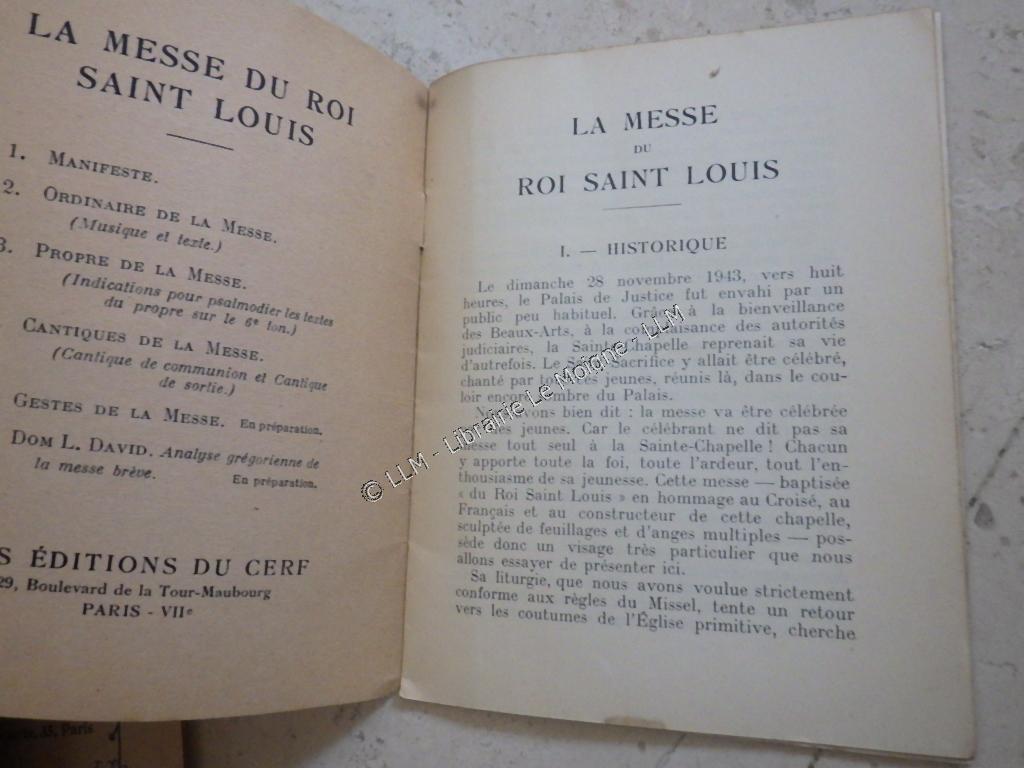 LA MESSE DU ROI
SAINT LOUIS
1. MANIFESTE.
2. ORDINAIRE DE LA MESSE.
(Musique et texte.)
3. PROPRE DE LA MESSE.
(Indications pour psalmodier les textes
du propre sur le 6e ton.)
CANTIQUES DE LA MESSE.
(Cantique de communion et Cantique
de sortie.)
GESTES DE LA MESSE. En préparation.
DOM L. DAVID. Analyse grégorienne de
la messe brève. En préparation.
ÉDITIONS DU CERF
29, Boulevard de la Tour-Maubourg
PARIS - VIIe
35, Paris
LA MESSE
DU
ROI SAINT LOUIS
I. — HISTORIQUE
Le dimanche 28 novembre 1943, vers huit
heures, le Palais de Justice fut envahi par un
public peu habituel. Grâce à la bienveillance
des Beaux-Arts, à la complaisance des autorités
judiciaires, la Sainte-Chapelle reprenait sa vie
d'autrefois. Le Saint Sacrifice y allait être célébré,
chanté par tous les jeunes, réunis là, dans le cou-
loir encore sombre du Palais.
Nous avons bien dit : la messe va être célébrée
par des jeunes. Car le célébrant ne dit pas sa
messe tout seul à la Sainte-Chapelle ! Chacun
y apporte toute la foi, toute l'ardeur, tout l'en-
thousiasme de sa jeunesse. Cette messe — baptisée
« du Roi Saint Louis » en hommage au Croisé, au
Français et au constructeur de cette chapelle,
sculptée de feuillages et d'anges multiples — pos-
sède donc un visage très particulier que nous
allons essayer de présenter ici.
Sa liturgie, que nous avons voulue strictement
conforme aux règles du Missel, tente un retour
vers les coutumes de l'Église primitive, cherche
© LLM - Librairie Le Moigne - LLM